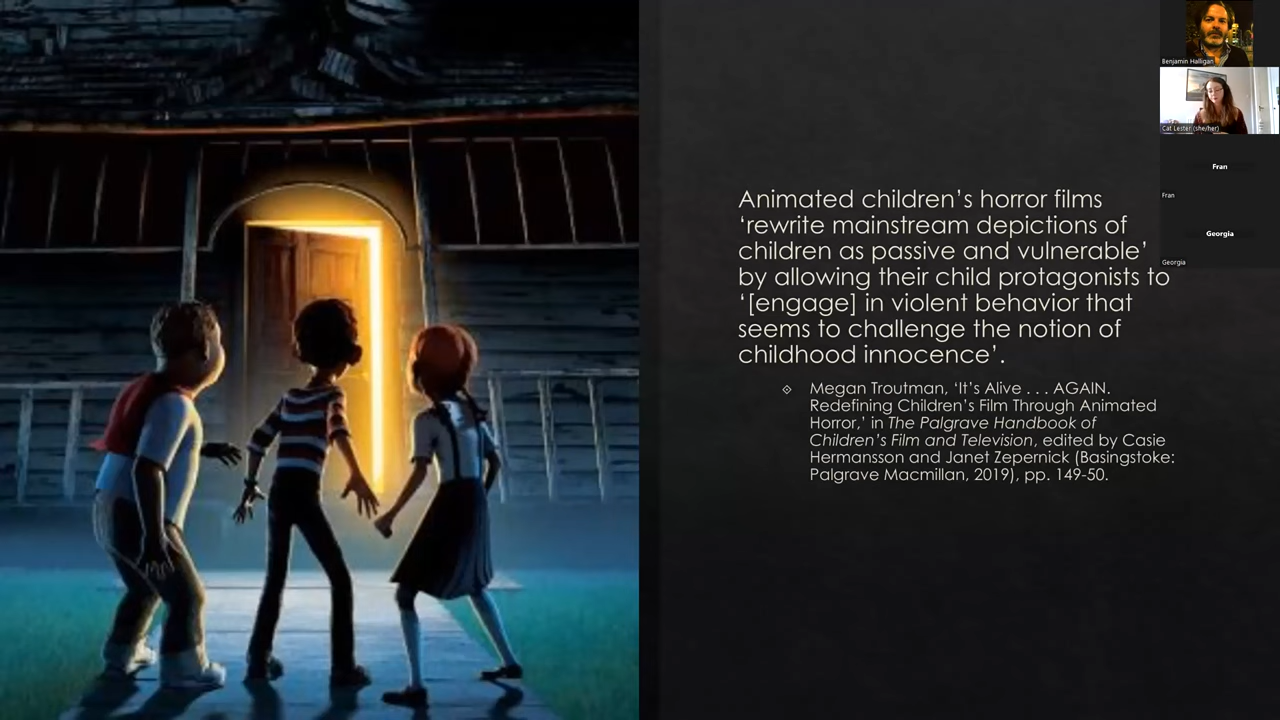 Animated children’s horror films
‘rewrite mainstream depictions of
children as passive and vulnerable’
by allowing their child protagonists to
‘[engage] in violent behavior that
seems to challenge the notion of
childhood innocence’.
Megan Troutman, ‘It’s Alive . . . AGAIN.
Redefining Children’s Film Through Animated
Horror,’ in The Palgrave Handbook of
Children’s Film and Television, edited by Casie
Hermansson and Janet Zepernick (Basingstoke:
Palgrave Macmillan, 2019), pp. 149-50.
Benjamin Halligan
Cat Lester (she/her)
Fran
Fran
Georgia
Georgia